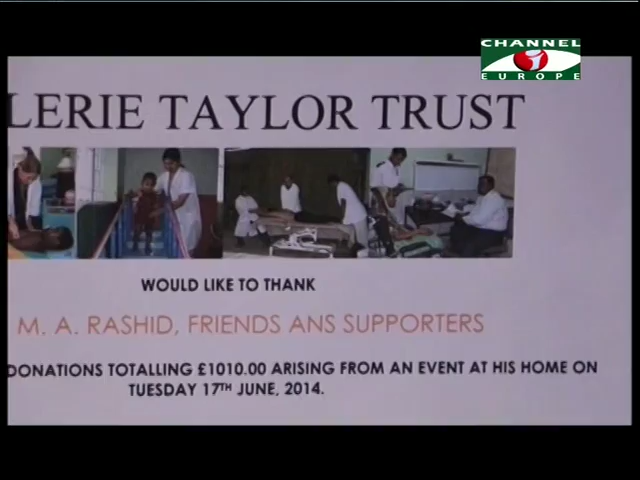 CHANNEL
i
EUROPE
LERIE TAYLOR TRUST
WOULD LIKE TO THANK
M. A. RASHID, FRIENDS ANS SUPPORTERS
DONATIONS TOTALLING £1010.00 ARISING FROM AN EVENT AT HIS HOME ON
TUESDAY 17TH JUNE, 2014.